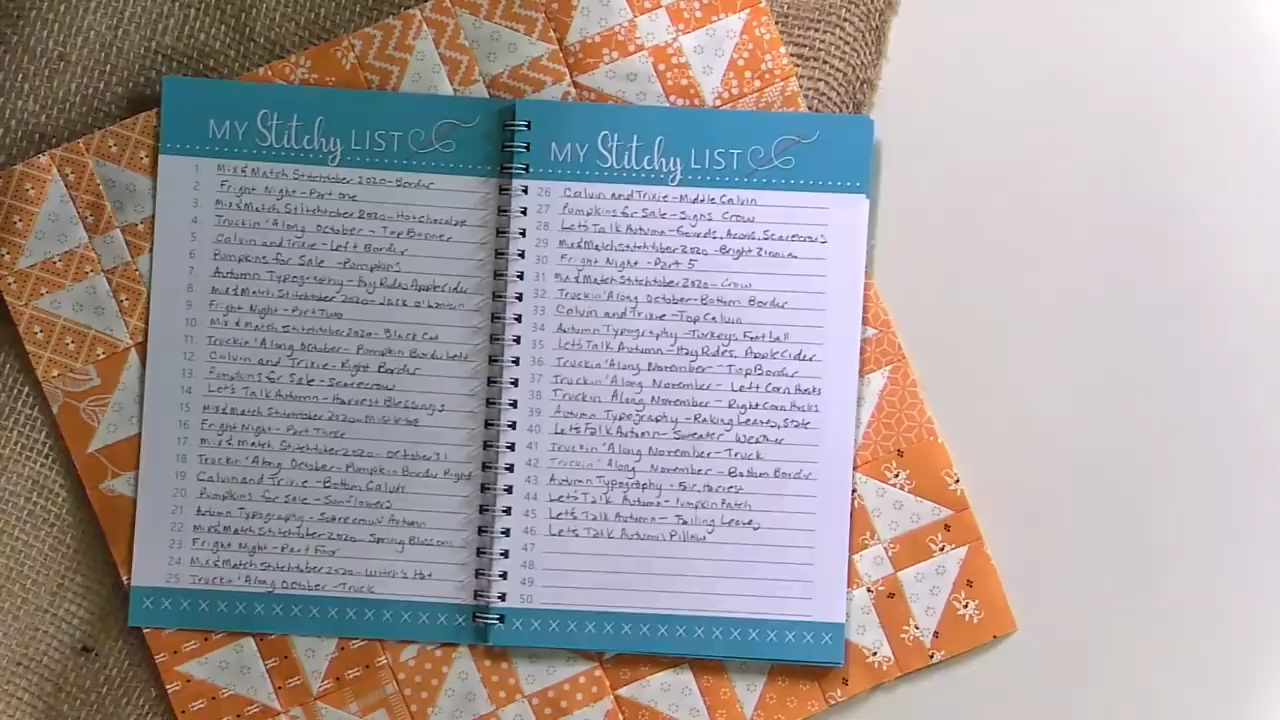 MY Stitchy LIST
1. Mix & Match Stitchtober 2020-Border
2. Fright Night-Part one
3. Mix & Match Stitchtober 2020-Hot Chocolate
4. Truckin' Along October - Top Banner
5. Calvin and Trixie-Left Border
6. Pumpkins for Sale-Pumpkins
7. Autumn Typography-Hay Rides, Apple Cider
8. Mix & Match Stitchtober 2020-Jack o' Lantern
9. Fright Night-Part Two
10. Mix & Match Stitchtober 2020-Black Cat
11. Truckin' Along October-Pumpkin Border
12. Calvin and Trixie-Right Border
13. Pumpkins for Sale-Scarecrow
14. Let's Talk Autumn-Harvest Blessings
15. Mix & Match Stitchtober 2020-Mistletoe
16. Fright Night-Part Three
17. Mix & Match Stitchtober 2020-October 31
18. Truckin' Along October-Pumpkin Border Right
19. Calvin and Trixie-Bottom Calvin
20. Pumpkins for Sale-Sunflowers
21. Autumn Typography-Scarecrows Autumn
22. Mix & Match Stitchtober 2020-Spring Blossom
23. Fright Night-Part Four
24. Mix & Match Stitchtober 2020-Witch's Hat
25. Truckin' Along October-Truck
MY Stitchy LIST
26 Calvin and Trixie-Middle Calvin
27. Pumpkins for Sale-Signs Crow
28 Let's Talk Autumn-Gourds, Acorns, Scarecrows
29 Mix & Match Stitchtober 2020-Bright Zinnia
30 Fright Night-Part 5
31 Mix & Match Stitchtober 2020-Crow
32. Truckin' Along October-Bottom Border
33. Calvin and Trixie-Top Calvin
34 Autumn Typography-Turkeys, Football
35 Let's Talk Autumn-Hay Rides, Apple Cider
36. Truckin' Along November-Top Border
37 Truckin' Along November-Left Corn Husks
38. Truckin Along November-Right Corn Husks
39. Autumn Typography-Raking Leaves, State
40. Let's Talk Autumn-Sweater Weather
41 Truckin' Along November-Truck
42 Truckin' Along November-Bottom Border
43 Autumn Typography-Fair, Harvest
44 Let's Talk Autumn-Pumpkin Patch
45. Let's Talk Autumn-Falling Leaves
46. Let's Talk Autumn Pillow
47.
48.
49.
50.